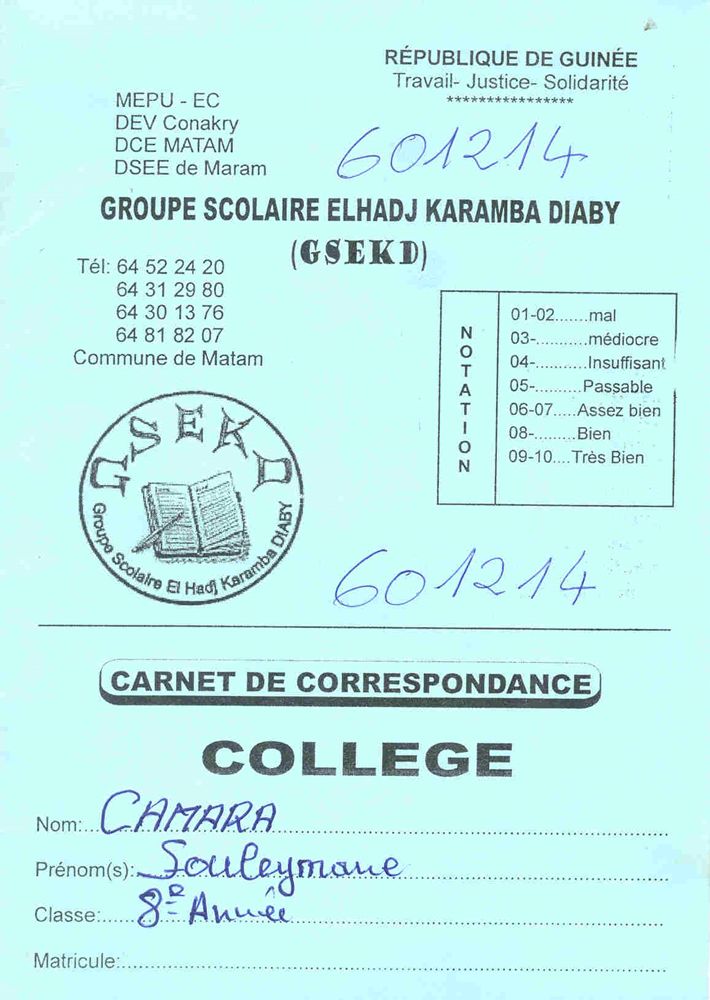 RÉPUBLIQUE DE GUINÉE
Travail- Justice- Solidarité
****************
MEPU - EC
DEV Conakry
DCE MATAM
DSEE de Maram
601214
GROUPE SCOLAIRE ELHADJ KARAMBA DIABY
(GSEKD)
Tél: 64 52 24 20
64 31 29 80
64 30 13 76
64 81 82 07
Commune de Matam
NOTATION
01-02.......mal
03-...........médiocre
04-...........Insuffisant
05-..........Passable
06-07.....Assez bien
08-.........Bien
09-10....Très Bien
GSEKD
Groupe Scolaire El Hadj Karamba DIABY
601214
CARNET DE CORRESPONDANCE
COLLEGE
Nom: CAMARA
Prénom(s): Souleymane
Classe: 8e Année
Matricule: